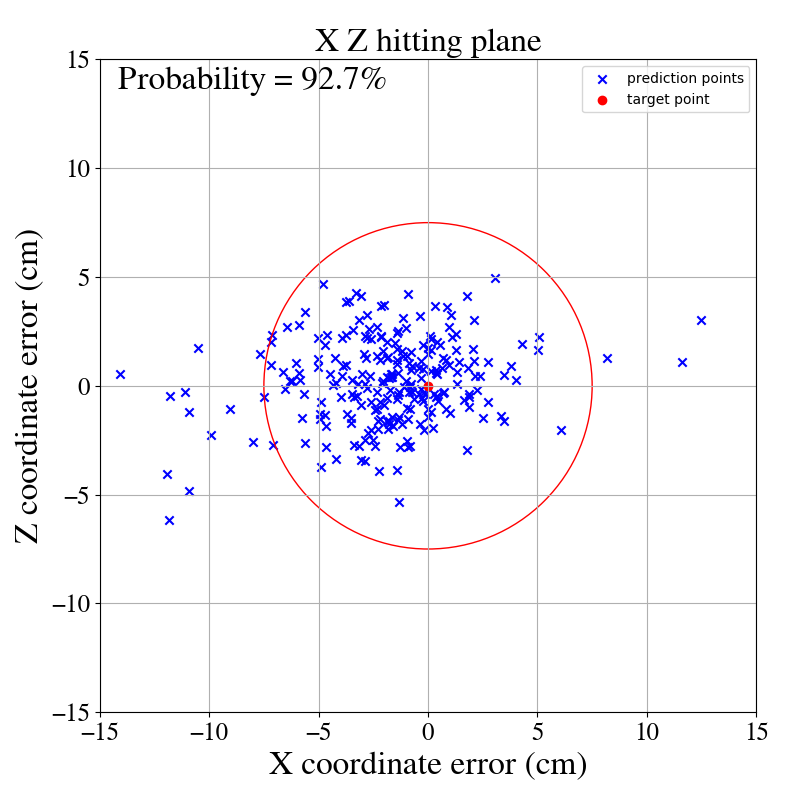 X Z hitting plane
Probability = 92.7%
prediction points
target point
15
10
5
0
−5
−10
−15
Z coordinate error (cm)
−15 −10 −5 0 5 10 15
X coordinate error (cm)